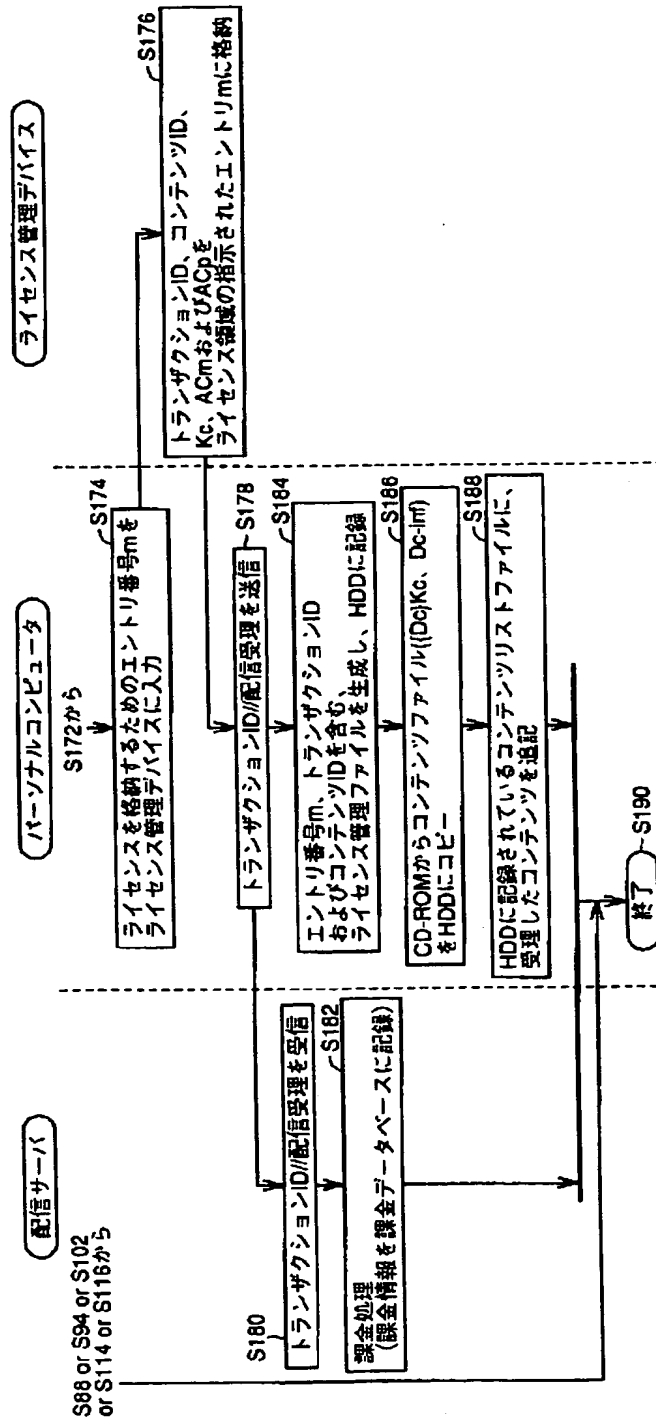 配信サーバ
パーソナルコンピュータ
ライセンス管理デバイス
S172から
S174
ライセンスを格納するためのエントリ番号mを
ライセンス管理デバイスに入力
S176
トランザクションID、コンテンツID、
Kc、ACmおよびACpを
ライセンス領域の指示されたエントリmに格納
S178
トランザクションID//配信受理を送信
S180
トランザクションID//配信受理を受信
S182
課金処理
(課金情報を課金データベースに記録)
S184
エントリ番号m、トランザクションID
およびコンテンツIDを含む、
ライセンス管理ファイルを生成し、HDDに記録
S186
CD-ROMからコンテンツファイル({Dc}Kc、Dc-Inf)
をHDDにコピー
S188
HDDに記録されているコンテンツリストファイルに、
受理したコンテンツを追記
S88 or S94 or S102
or S114 or S116から
終了
S190